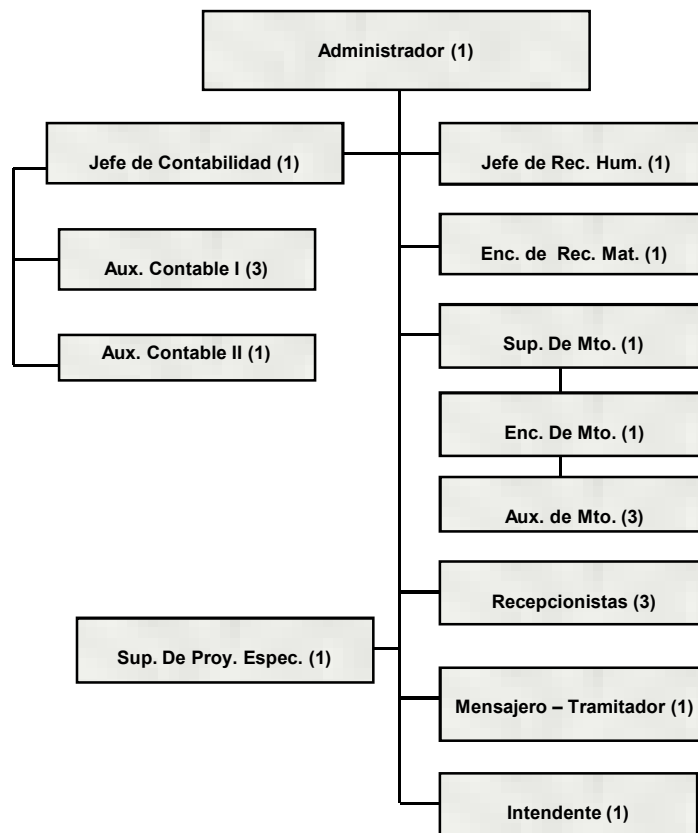 Administrador (1)
Jefe de Contabilidad (1)
Jefe de Rec. Hum. (1)
Aux. Contable I (3)
Enc. de Rec. Mat. (1)
Aux. Contable II (1)
Sup. De Mto. (1)
Enc. De Mto. (1)
Aux. de Mto. (3)
Recepcionistas (3)
Sup. De Proy. Espec. (1)
Mensajero – Tramitador (1)
Intendente (1)